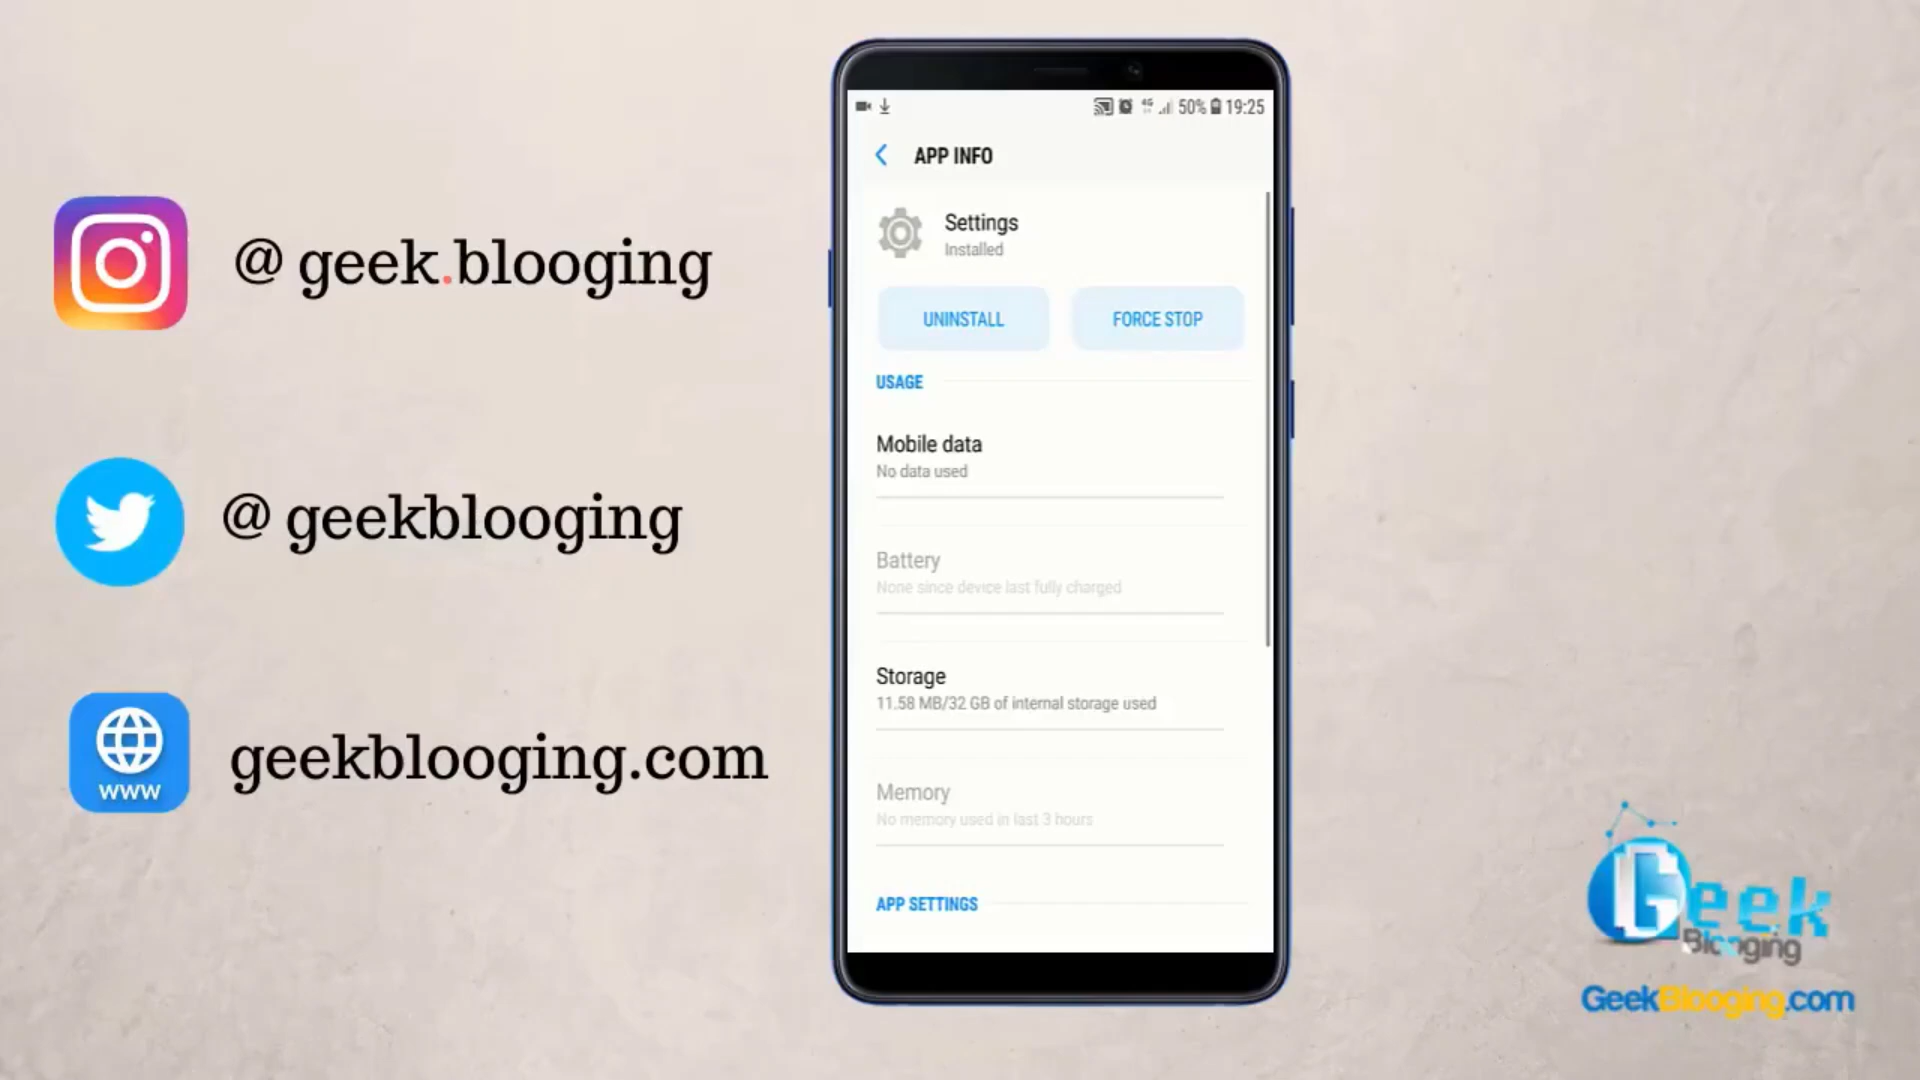 @ geek.blooging
@ geekblooging
www
geekblooging.com
4G 50% 19:25
APP INFO
Settings
Installed
UNINSTALL
FORCE STOP
USAGE
Mobile data
No data used
Battery
None since device last fully charged
Storage
11.58 MB/32 GB of internal storage used
Memory
No memory used in last 3 hours
APP SETTINGS
Geek
Blooging
GeekBlooging.com